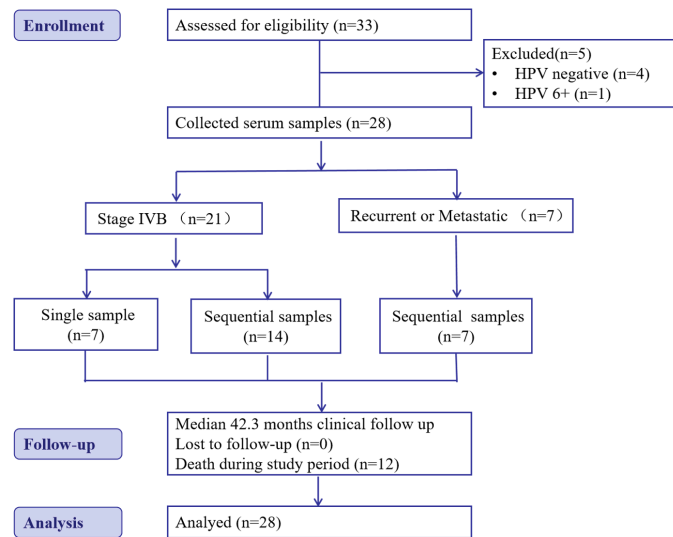 Enrollment
Assessed for eligibility (n=33)
Excluded(n=5)
• HPV negative (n=4)
• HPV 6+ (n=1)
Collected serum samples (n=28)
Stage IVB （n=21）
Recurrent or Metastatic （n=7）
Single sample
(n=7)
Sequential samples
(n=14)
Sequential samples
(n=7)
Follow-up
Median 42.3 months clinical follow up
Lost to follow-up (n=0)
Death during study period (n=12)
Analysis
Analyed (n=28)